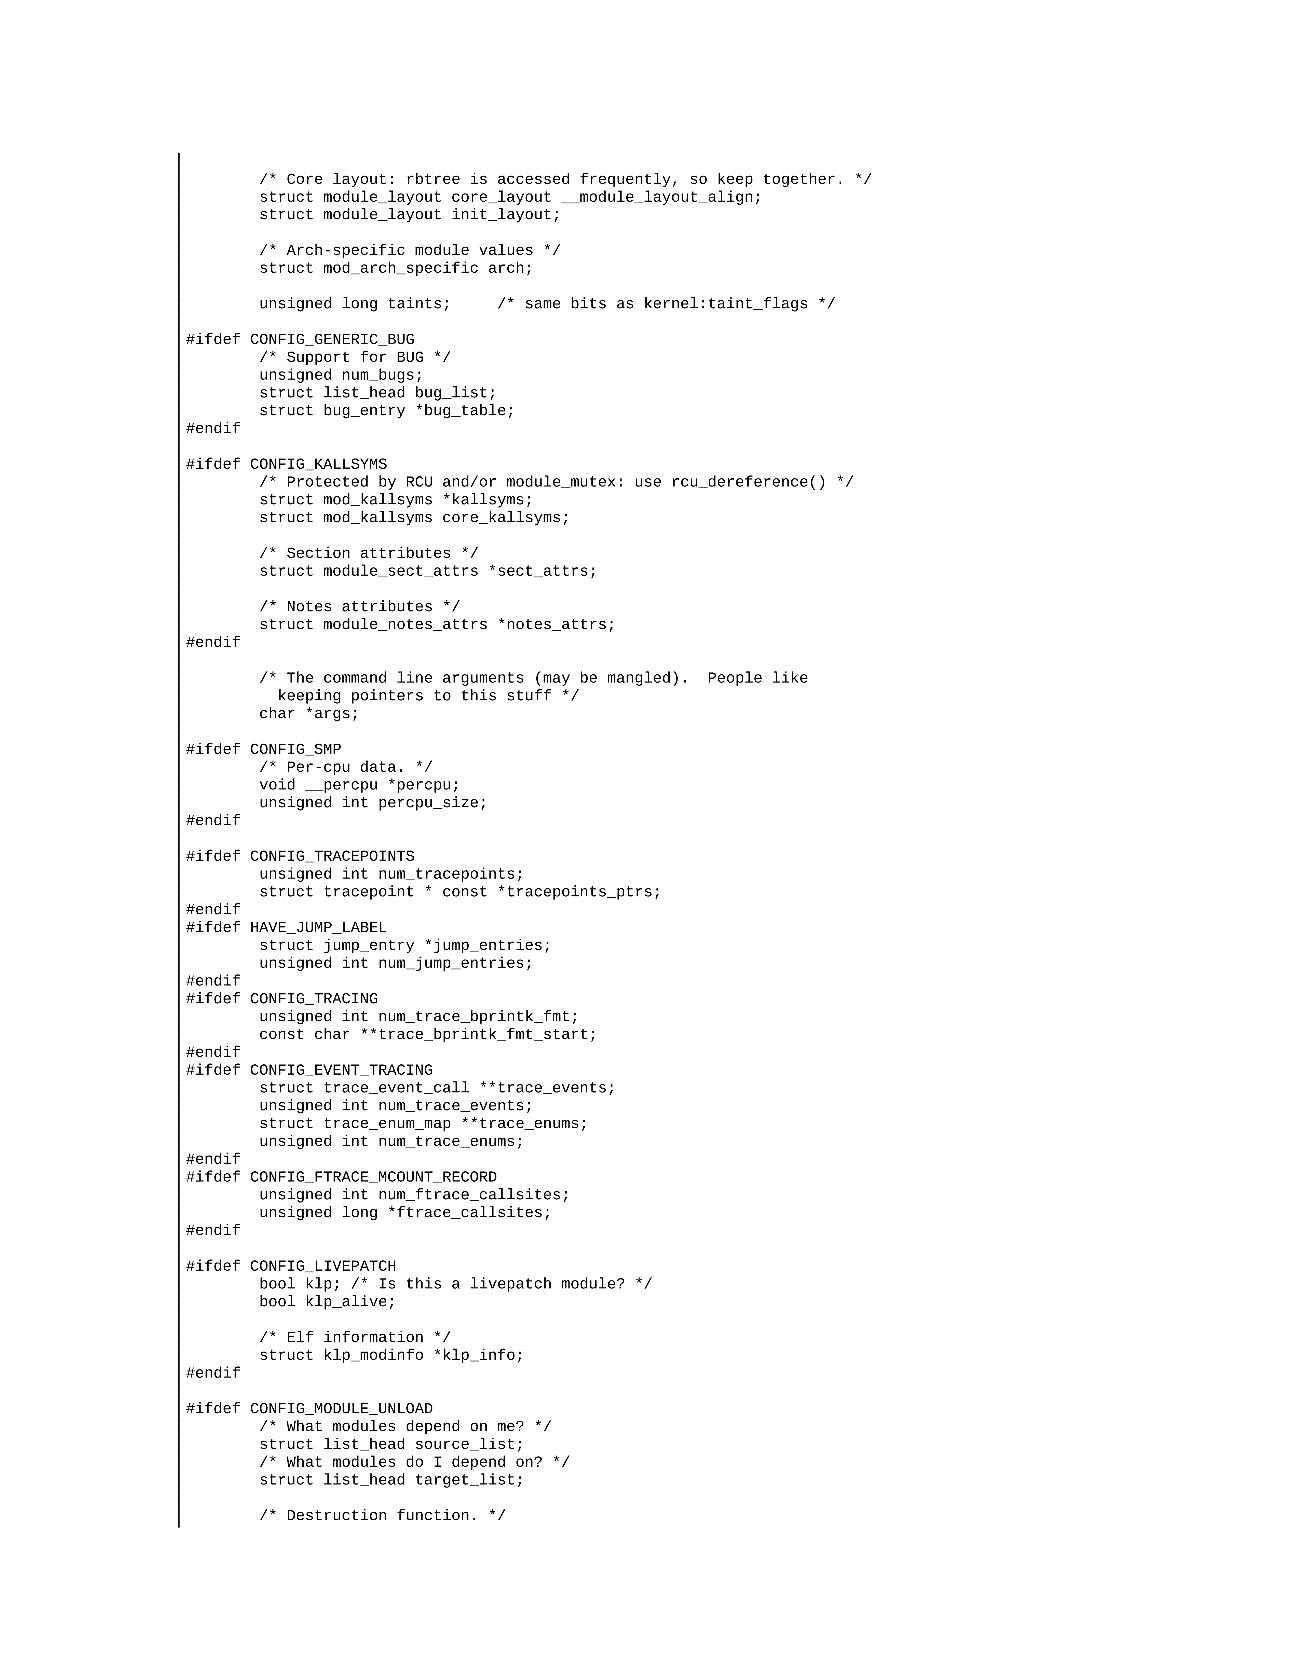 /* Core layout: rbtree is accessed frequently, so keep together. */
struct module_layout core_layout __module_layout_align;
struct module_layout init_layout;
/* Arch-specific module values */
struct mod_arch_specific arch;
unsigned long taints;     /* same bits as kernel:taint_flags */
#ifdef CONFIG_GENERIC_BUG
/* Support for BUG */
unsigned num_bugs;
struct list_head bug_list;
struct bug_entry *bug_table;
#endif
#ifdef CONFIG_KALLSYMS
/* Protected by RCU and/or module_mutex: use rcu_dereference() */
struct mod_kallsyms *kallsyms;
struct mod_kallsyms core_kallsyms;
/* Section attributes */
struct module_sect_attrs *sect_attrs;
/* Notes attributes */
struct module_notes_attrs *notes_attrs;
#endif
/* The command line arguments (may be mangled).  People like
keeping pointers to this stuff */
char *args;
#ifdef CONFIG_SMP
/* Per-cpu data. */
void __percpu *percpu;
unsigned int percpu_size;
#endif
#ifdef CONFIG_TRACEPOINTS
unsigned int num_tracepoints;
struct tracepoint * const *tracepoints_ptrs;
#endif
#ifdef HAVE_JUMP_LABEL
struct jump_entry *jump_entries;
unsigned int num_jump_entries;
#endif
#ifdef CONFIG_TRACING
unsigned int num_trace_bprintk_fmt;
const char **trace_bprintk_fmt_start;
#endif
#ifdef CONFIG_EVENT_TRACING
struct trace_event_call **trace_events;
unsigned int num_trace_events;
struct trace_enum_map **trace_enums;
unsigned int num_trace_enums;
#endif
#ifdef CONFIG_FTRACE_MCOUNT_RECORD
unsigned int num_ftrace_callsites;
unsigned long *ftrace_callsites;
#endif
#ifdef CONFIG_LIVEPATCH
bool klp; /* Is this a livepatch module? */
bool klp_alive;
/* Elf information */
struct klp_modinfo *klp_info;
#endif
#ifdef CONFIG_MODULE_UNLOAD
/* What modules depend on me? */
struct list_head source_list;
/* What modules do I depend on? */
struct list_head target_list;
/* Destruction function. */